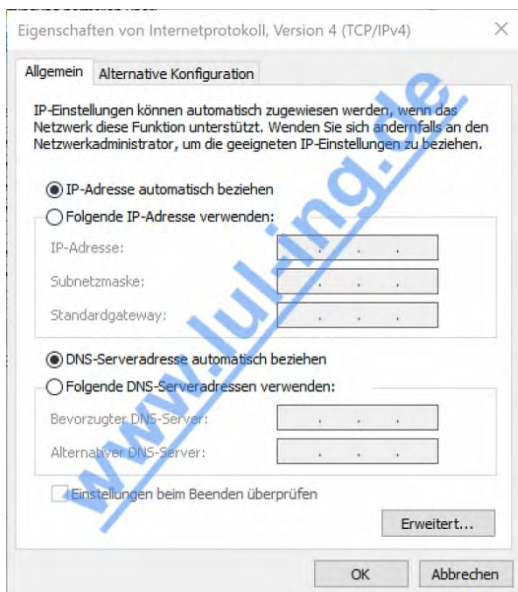 Eigenschaften von Internetprotokoll, Version 4 (TCP/IPv4)
Allgemein
Alternative Konfiguration
IP-Einstellungen können automatisch zugewiesen werden, wenn das
Netzwerk diese Funktion unterstützt. Wenden Sie sich andernfalls an den
Netzwerkadministrator, um die geeigneten IP-Einstellungen zu beziehen.
IP-Adresse automatisch beziehen
Folgende IP-Adresse verwenden:
IP-Adresse:
Subnetzmaske:
Standardgateway:
DNS-Serveradresse automatisch beziehen
Folgende DNS-Serveradressen verwenden:
Bevorzugter DNS-Server:
Alternativer DNS-Server:
Einstellungen beim Beenden überprüfen
Erweitert...
OK
Abbrechen
www.lul-ing.de